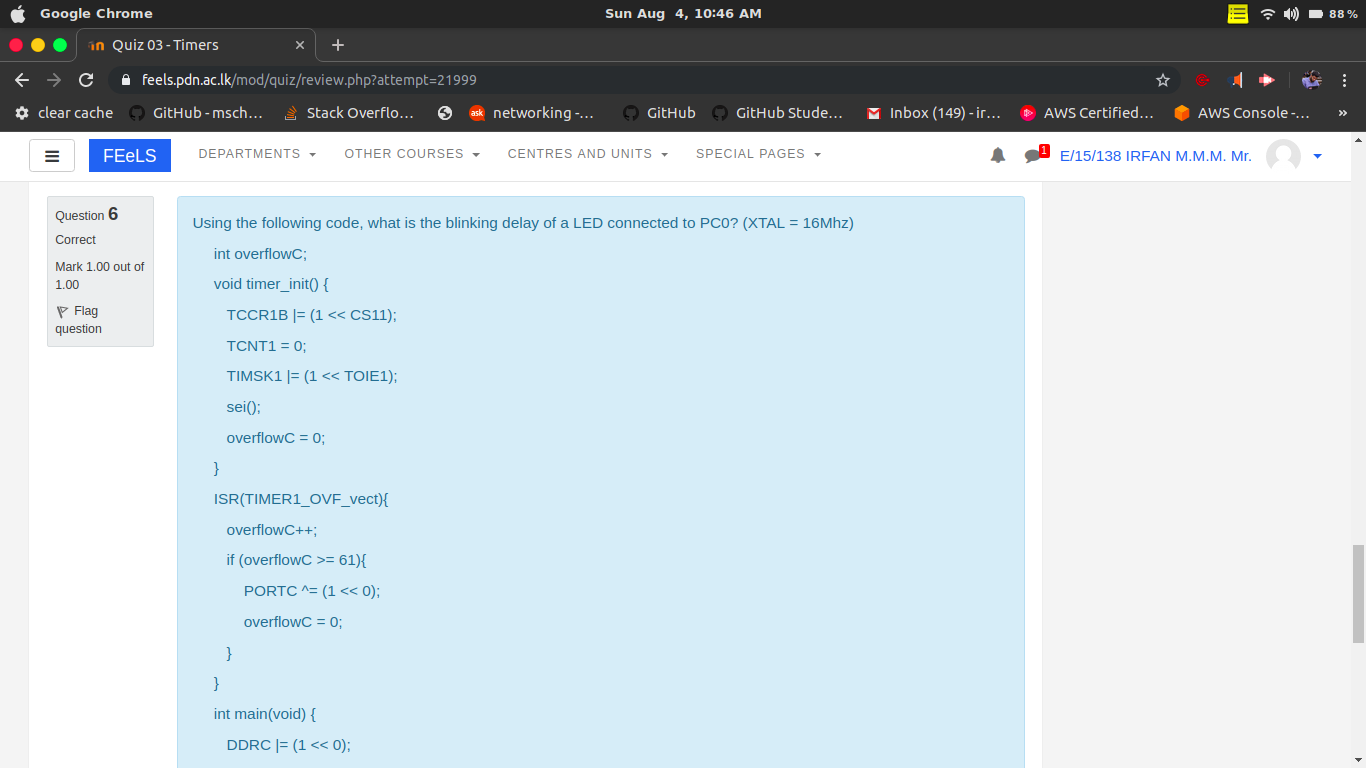 Google Chrome
Sun Aug 4, 10:46 AM
88%
Quiz 03 - Timers
feels.pdn.ac.lk/mod/quiz/review.php?attempt=21999
clear cache
GitHub - msch...
Stack Overflo...
ask
networking -...
GitHub
GitHub Stude...
Inbox (149) - ir...
AWS Certified...
AWS Console -...
»
FEeLS
DEPARTMENTS
OTHER COURSES
CENTRES AND UNITS
SPECIAL PAGES
1
E/15/138 IRFAN M.M.M. Mr.
Question 6
Correct
Mark 1.00 out of
1.00
Flag
question
Using the following code, what is the blinking delay of a LED connected to PC0? (XTAL = 16Mhz)
int overflowC;
void timer_init() {
TCCR1B |= (1 << CS11);
TCNT1 = 0;
TIMSK1 |= (1 << TOIE1);
sei();
overflowC = 0;
}
ISR(TIMER1_OVF_vect){
overflowC++;
if (overflowC >= 61){
PORTC ^= (1 << 0);
overflowC = 0;
}
}
int main(void) {
DDRC |= (1 << 0);